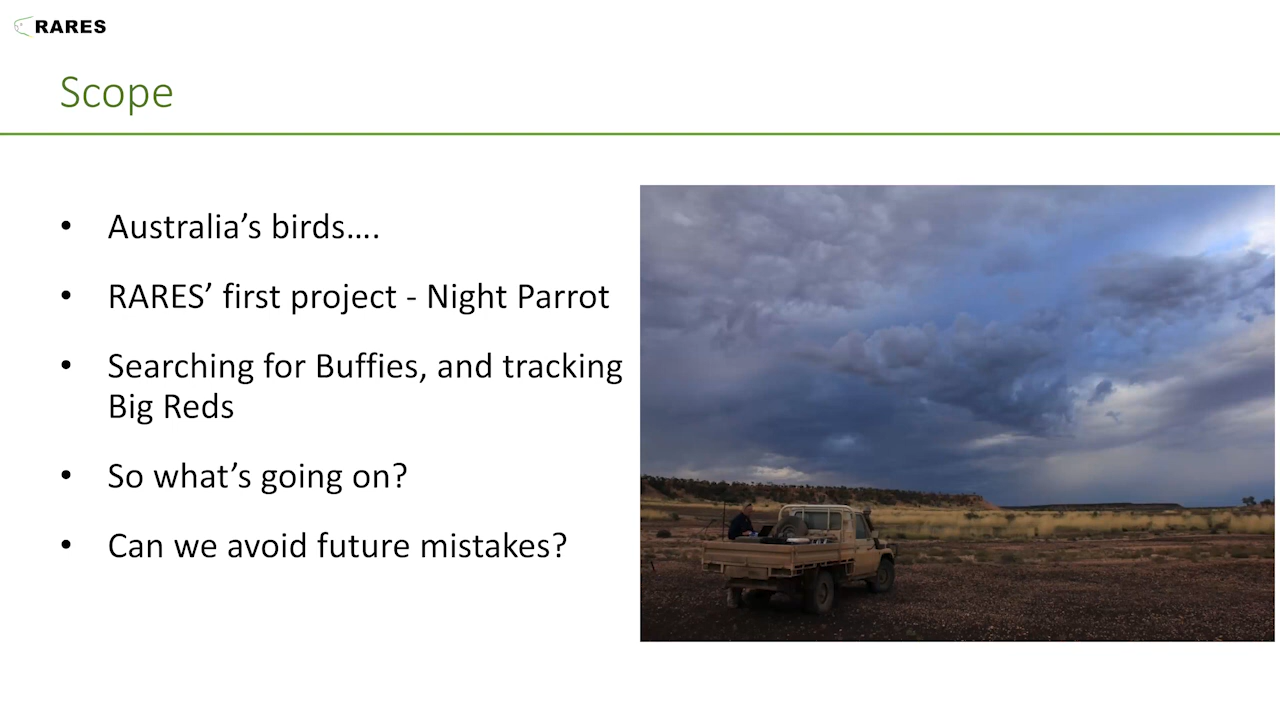 RARES
Scope
• Australia’s birds....
• RARES’ first project - Night Parrot
• Searching for Buffies, and tracking
Big Reds
• So what’s going on?
• Can we avoid future mistakes?